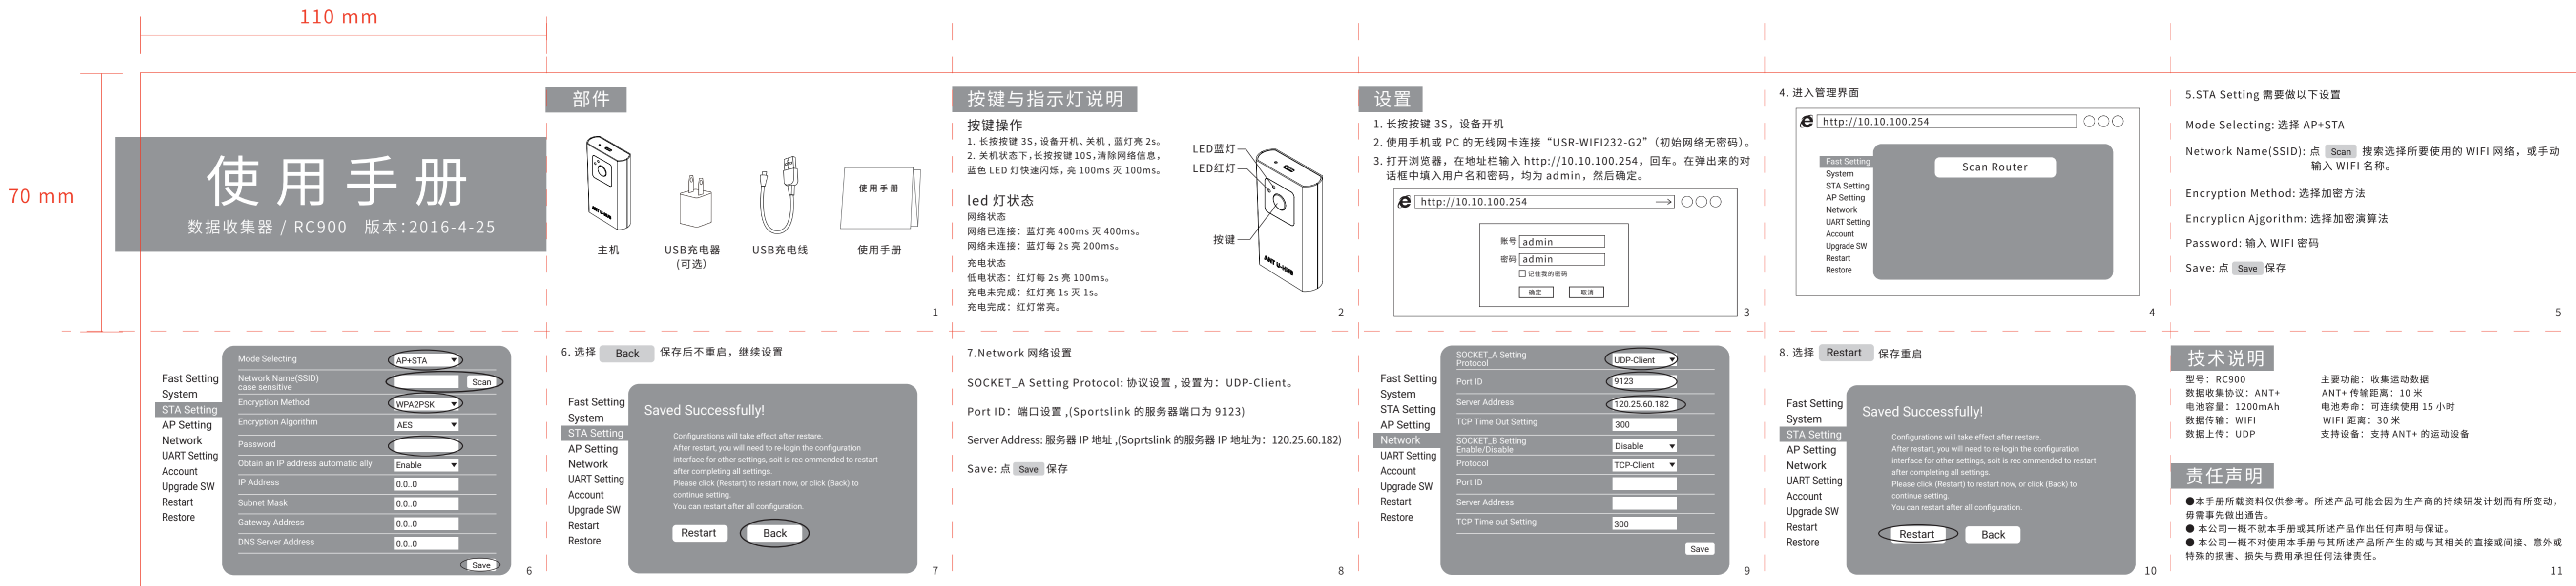 110 mm
70 mm
使用手册
数据收集器 / RC900 版本：2016-4-25
部件
使用手册
ANT U-HUB
主机
USB充电器
(可选)
USB充电线
使用手册
1
按键与指示灯说明
按键操作
1. 长按按键 3S，设备开机、关机 , 蓝灯亮 2s。
2. 关机状态下，长按按键 10S，清除网络信息，
蓝色 LED 灯快速闪烁，亮 100ms 灭 100ms。
led 灯状态
网络状态
网络已连接：蓝灯亮 400ms 灭 400ms。
网络未连接：蓝灯每 2s 亮 200ms。
充电状态
低电状态：红灯每 2s 亮 100ms。
充电未完成：红灯亮 1s 灭 1s。
充电完成：红灯常亮。
LED蓝灯
LED红灯
按键
ANT U-HUB
2
设置
1. 长按按键 3S，设备开机
2. 使用手机或 PC 的无线网卡连接“USR-WIFI232-G2”（初始网络无密码）。
3. 打开浏览器，在地址栏输入 http://10.10.100.254，回车。在弹出来的对
话框中填入用户名和密码，均为 admin，然后确定。
http://10.10.100.254
账号 admin
密码 admin
记住我的密码
确定 取消
3
4. 进入管理界面
http://10.10.100.254
Fast Setting
System
STA Setting
AP Setting
Network
UART Setting
Account
Upgrade SW
Restart
Restore
Scan Router
4
5.STA Setting 需要做以下设置
Mode Selecting: 选择 AP+STA
Network Name(SSID): 点 Scan 搜索选择所要使用的 WIFI 网络，或手动
输入 WIFI 名称。
Encryption Method: 选择加密方法
Encryplicn Ajgorithm: 选择加密演算法
Password: 输入 WIFI 密码
Save: 点 Save 保存
5
Fast Setting
System
STA Setting
AP Setting
Network
UART Setting
Account
Upgrade SW
Restart
Restore
Mode Selecting AP+STA
Network Name(SSID)
case sensitive Scan
Encryption Method WPA2PSK
Encryption Algorithm AES
Password
Obtain an IP address automatic ally Enable
IP Address 0.0..0
Subnet Mask 0.0..0
Gateway Address 0.0..0
DNS Server Address 0.0..0
Save
6
6. 选择 Back 保存后不重启，继续设置
Fast Setting
System
STA Setting
AP Setting
Network
UART Setting
Account
Upgrade SW
Restart
Restore
Saved Successfully!
Configurations will take effect after restare.
After restart, you will need to re-login the configuration
interface for other settings, soit is rec ommended to restart
after completing all settings.
Please click (Restart) to restart now, or click (Back) to
continue setting.
You can restart after all configuration.
Restart Back
7
7.Network 网络设置
SOCKET_A Setting Protocol: 协议设置 , 设置为：UDP-Client。
Port ID：端口设置 ,(Sportslink 的服务器端口为 9123)
Server Address: 服务器 IP 地址 ,(Soprtslink 的服务器 IP 地址为：120.25.60.182)
Save: 点 Save 保存
8
Fast Setting
System
STA Setting
AP Setting
Network
UART Setting
Account
Upgrade SW
Restart
Restore
SOCKET_A Setting
Protocol UDP-Client
Port ID 9123
Server Address 120.25.60.182
TCP Time Out Setting 300
SOCKET_B Setting
Enable/Disable Disable
Protocol TCP-Client
Port ID
Server Address
TCP Time out Setting 300
Save
9
8. 选择 Restart 保存重启
Fast Setting
System
STA Setting
AP Setting
Network
UART Setting
Account
Upgrade SW
Restart
Restore
Saved Successfully!
Configurations will take effect after restare.
After restart, you will need to re-login the configuration
interface for other settings, soit is rec ommended to restart
after completing all settings.
Please click (Restart) to restart now, or click (Back) to
continue setting.
You can restart after all configuration.
Restart Back
10
技术说明
型号：RC900 主要功能：收集运动数据
数据收集协议：ANT+ ANT+ 传输距离：10 米
电池容量：1200mAh 电池寿命：可连续使用 15 小时
数据传输：WIFI WIFI 距离：30 米
数据上传：UDP 支持设备：支持 ANT+ 的运动设备
责任声明
●本手册所载资料仅供参考。所述产品可能会因为生产商的持续研发计划而有所变动，
毋需事先做出通告。
● 本公司一概不就本手册或其所述产品作出任何声明与保证。
● 本公司一概不对使用本手册与其所述产品所产生的或与其相关的直接或间接、意外或
特殊的损害、损失与费用承担任何法律责任。
11